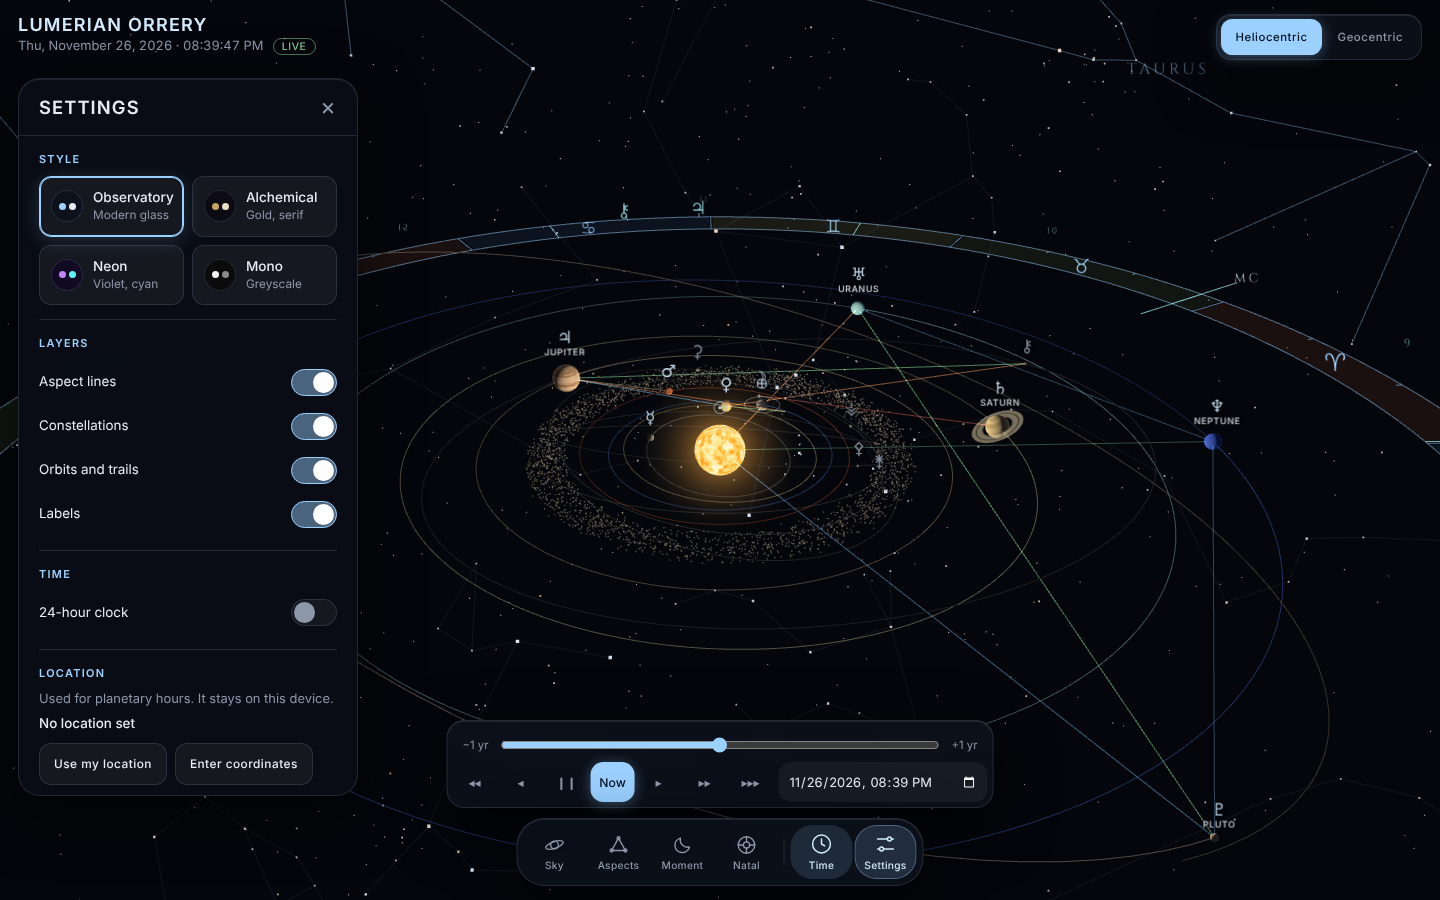 LUMERIAN ORRERY
Thu, November 26, 2026 · 08:39:47 PM LIVE
Heliocentric Geocentric
TAURUS
SETTINGS
STYLE
Observatory
Modern glass
Alchemical
Gold, serif
Neon
Violet, cyan
Mono
Greyscale
LAYERS
Aspect lines
Constellations
Orbits and trails
Labels
TIME
24-hour clock
LOCATION
Used for planetary hours. It stays on this device.
No location set
Use my location Enter coordinates
12
11
10
9
MC
♃
⚷
♋
♊
♉
♈
♅
URANUS
♃
JUPITER
♂
♀
☿
♄
SATURN
♆
NEPTUNE
♇
PLUTO
−1 yr +1 yr
Now
11/26/2026, 08:39 PM
Sky Aspects Moment Natal Time Settings